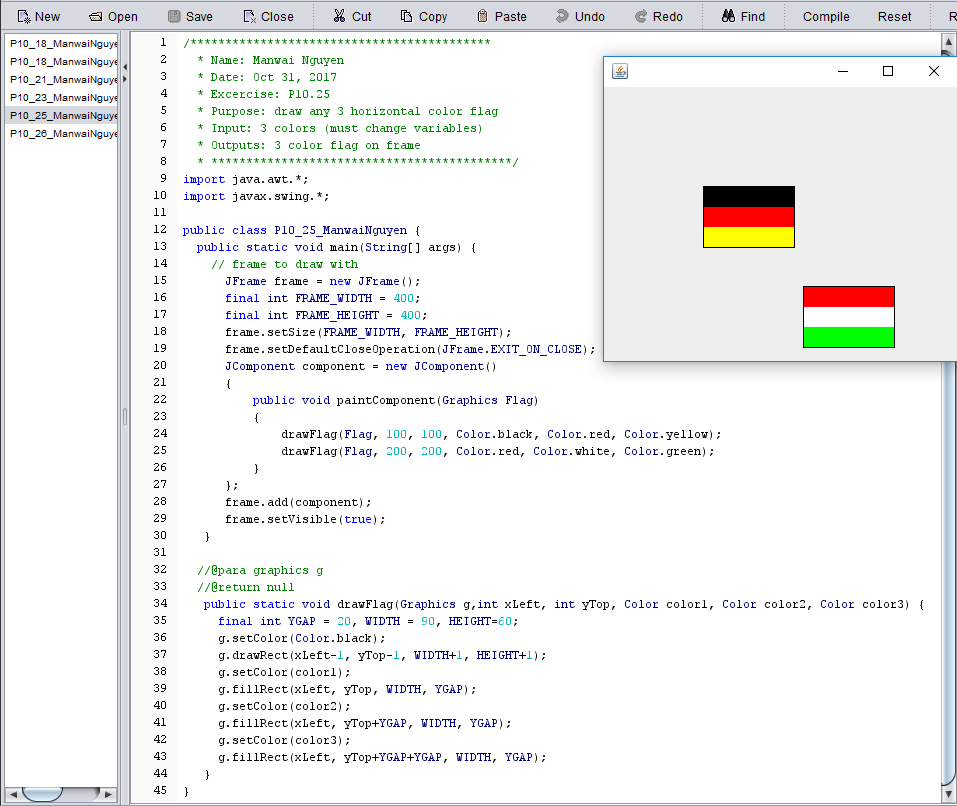 New Open Save Close Cut Copy Paste Undo Redo Find Compile Reset R
P10_18_ManwaiNguye
P10_18_ManwaiNguye
P10_21_ManwaiNguye
P10_23_ManwaiNguye
P10_25_ManwaiNguye
P10_26_ManwaiNguye
1 /*******************************************
2 * Name: Manwai Nguyen
3 * Date: Oct 31, 2017
4 * Excercise: P10.25
5 * Purpose: draw any 3 horizontal color flag
6 * Input: 3 colors (must change variables)
7 * Outputs: 3 color flag on frame
8 * *******************************************/
9 import java.awt.*;
10 import javax.swing.*;
11
12 public class P10_25_ManwaiNguyen {
13 public static void main(String[] args) {
14 // frame to draw with
15 JFrame frame = new JFrame();
16 final int FRAME_WIDTH = 400;
17 final int FRAME_HEIGHT = 400;
18 frame.setSize(FRAME_WIDTH, FRAME_HEIGHT);
19 frame.setDefaultCloseOperation(JFrame.EXIT_ON_CLOSE);
20 JComponent component = new JComponent()
21 {
22 public void paintComponent(Graphics Flag)
23 {
24 drawFlag(Flag, 100, 100, Color.black, Color.red, Color.yellow);
25 drawFlag(Flag, 200, 200, Color.red, Color.white, Color.green);
26 }
27 };
28 frame.add(component);
29 frame.setVisible(true);
30 }
31
32 //@para graphics g
33 //@return null
34 public static void drawFlag(Graphics g,int xLeft, int yTop, Color color1, Color color2, Color color3) {
35 final int YGAP = 20, WIDTH = 90, HEIGHT=60;
36 g.setColor(Color.black);
37 g.drawRect(xLeft-1, yTop-1, WIDTH+1, HEIGHT+1);
38 g.setColor(color1);
39 g.fillRect(xLeft, yTop, WIDTH, YGAP);
40 g.setColor(color2);
41 g.fillRect(xLeft, yTop+YGAP, WIDTH, YGAP);
42 g.setColor(color3);
43 g.fillRect(xLeft, yTop+YGAP+YGAP, WIDTH, YGAP);
44 }
45 }